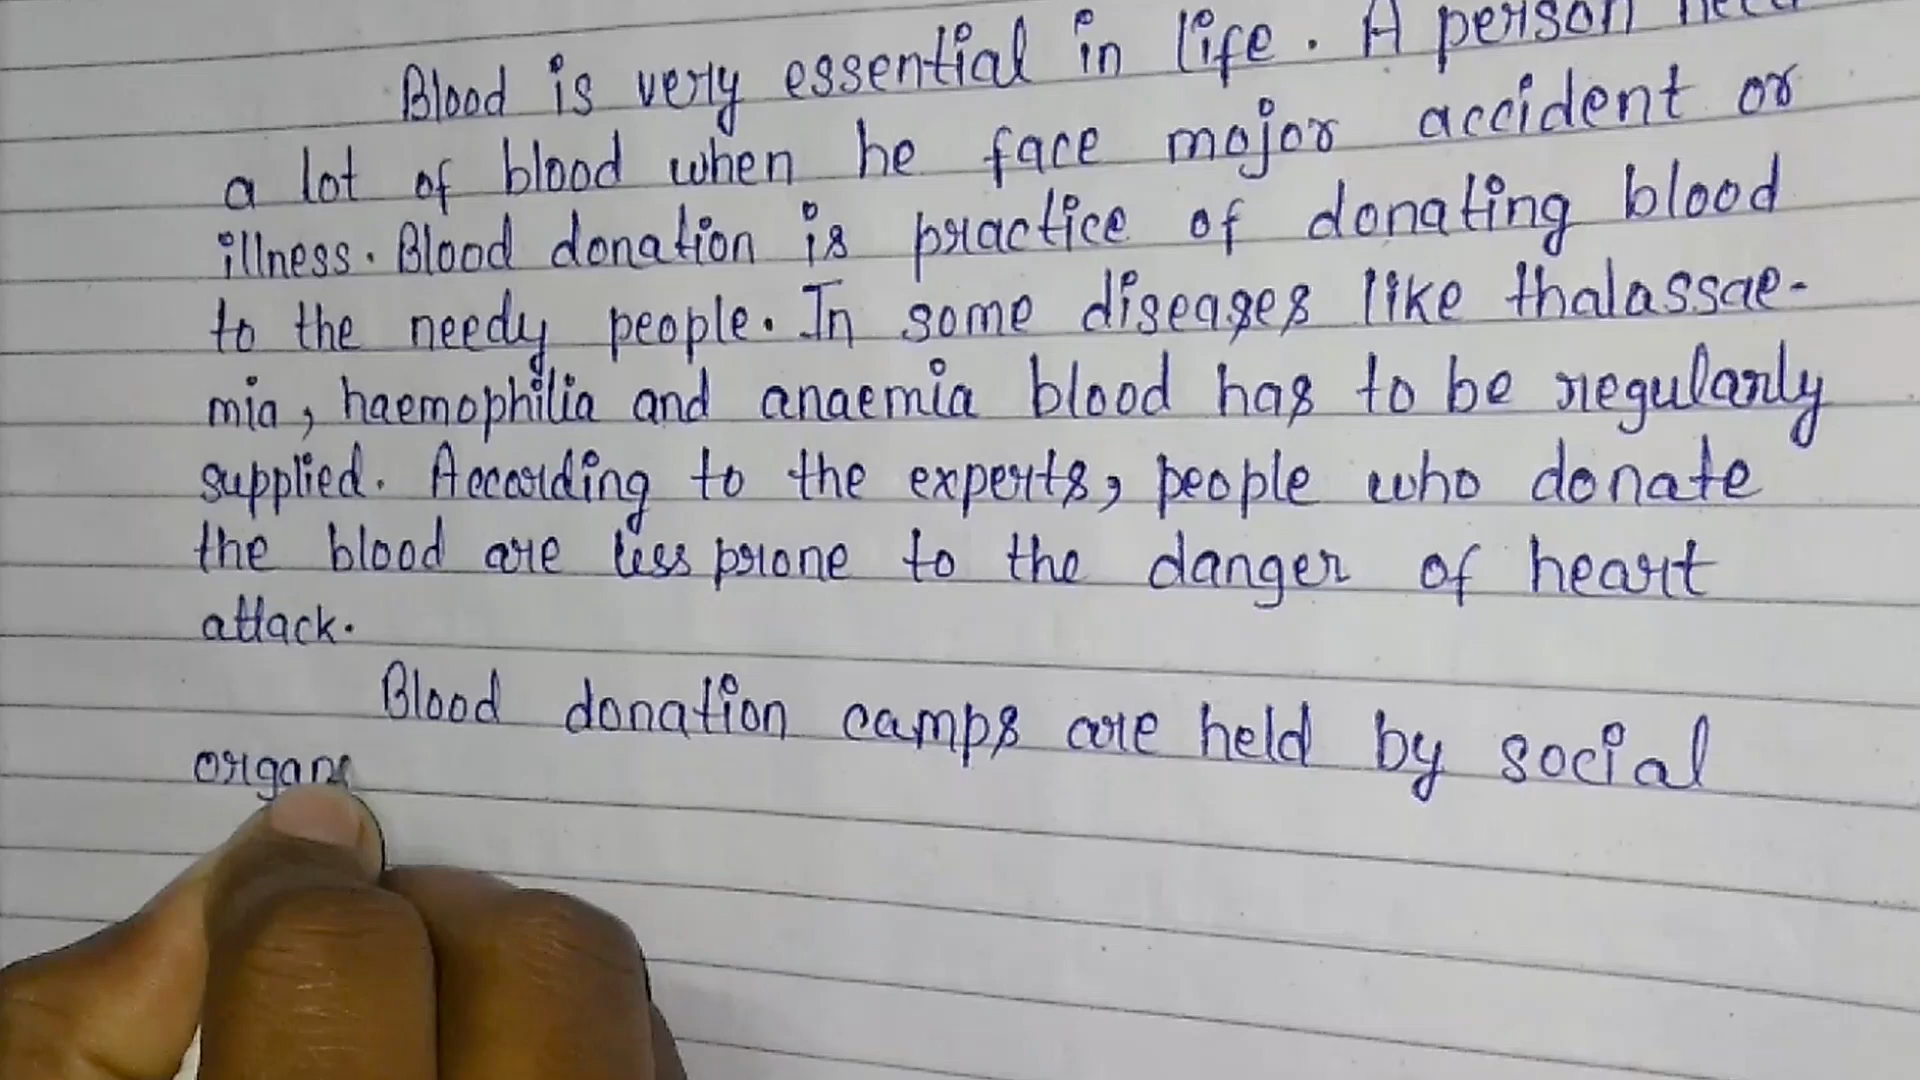 Blood is very essential in life. A person need
a lot of blood when he face major accident or
illness. Blood donation is practice of donating blood
to the needy people. In some diseases like thalassae-
mia, haemophilia and anaemia blood has to be regularly
supplied. According to the experts, people who donate
the blood are less prone to the danger of heart
attack.
Blood donation camps are held by social
organi